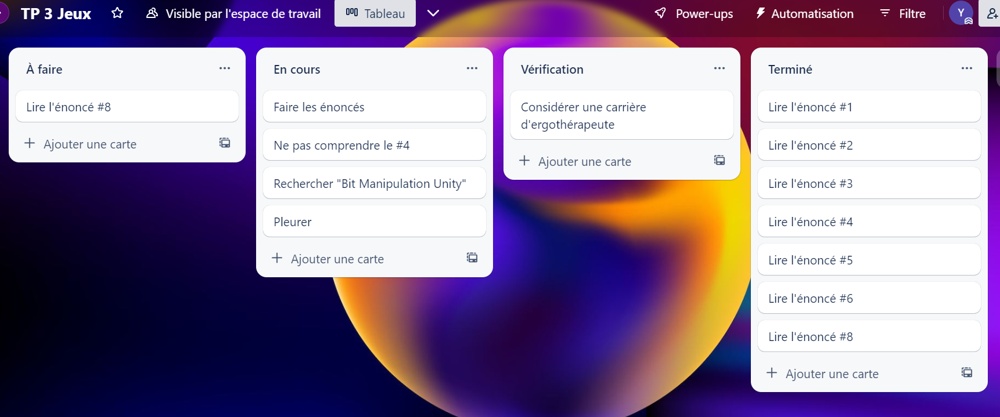 TP 3 Jeux
Visible par l'espace de travail
Tableau
Power-ups
Automatisation
Filtre
Y
À faire
Lire l'énoncé #8
Ajouter une carte
En cours
Faire les énoncés
Ne pas comprendre le #4
Rechercher "Bit Manipulation Unity"
Pleurer
Ajouter une carte
Vérification
Considérer une carrière
d'ergothérapeute
Ajouter une carte
Terminé
Lire l'énoncé #1
Lire l'énoncé #2
Lire l'énoncé #3
Lire l'énoncé #4
Lire l'énoncé #5
Lire l'énoncé #6
Lire l'énoncé #8
Ajouter une carte